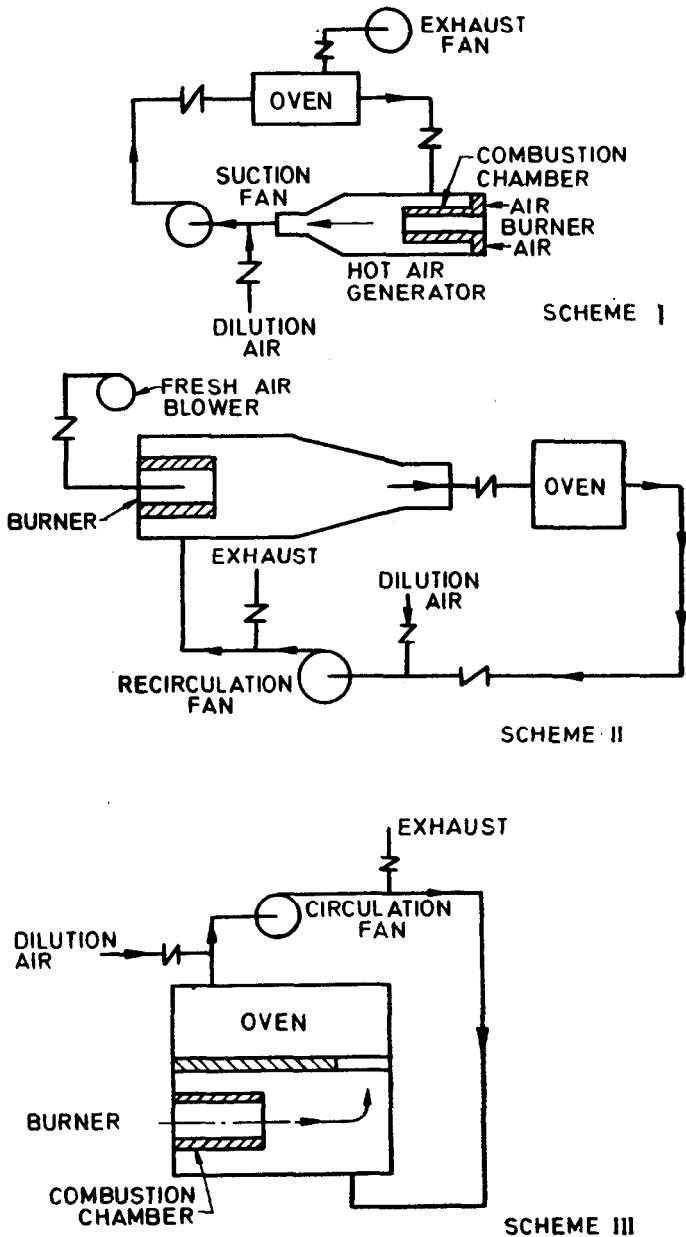 EXHAUST
FAN
OVEN
SUCTION
FAN
COMBUSTION
CHAMBER
AIR
BURNER
AIR
HOT AIR
GENERATOR
DILUTION
AIR
SCHEME I
FRESH AIR
BLOWER
BURNER
OVEN
EXHAUST
DILUTION
AIR
RECIRCULATION
FAN
SCHEME II
EXHAUST
CIRCULATION
FAN
DILUTION
AIR
OVEN
BURNER
COMBUSTION
CHAMBER
SCHEME III